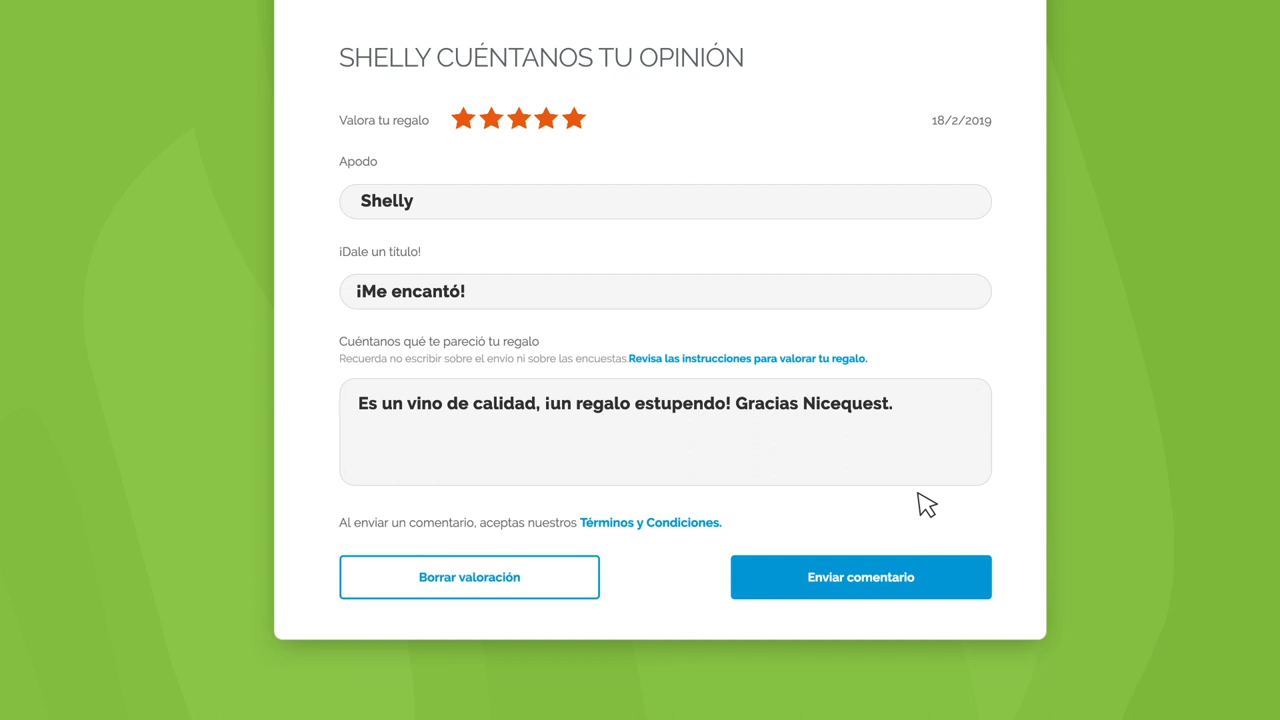 SHELLY CUÉNTANOS TU OPINIÓN
Valora tu regalo
18/2/2019
Apodo
Shelly
¡Dale un título!
¡Me encantó!
Cuéntanos qué te pareció tu regalo
Recuerda no escribir sobre el envío ni sobre las encuestas.Revisa las instrucciones para valorar tu regalo.
Es un vino de calidad, ¡un regalo estupendo! Gracias Nicequest.
Al enviar un comentario, aceptas nuestros Términos y Condiciones.
Borrar valoración
Enviar comentario